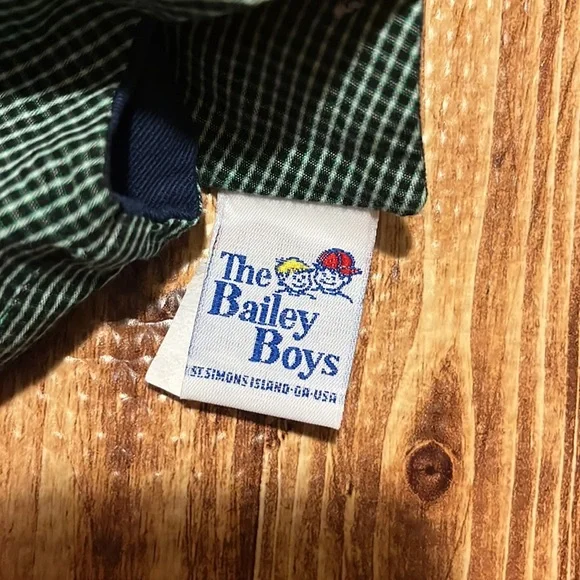 The
Bailey
Boys
ST.SIMONS ISLAND·GA·USA